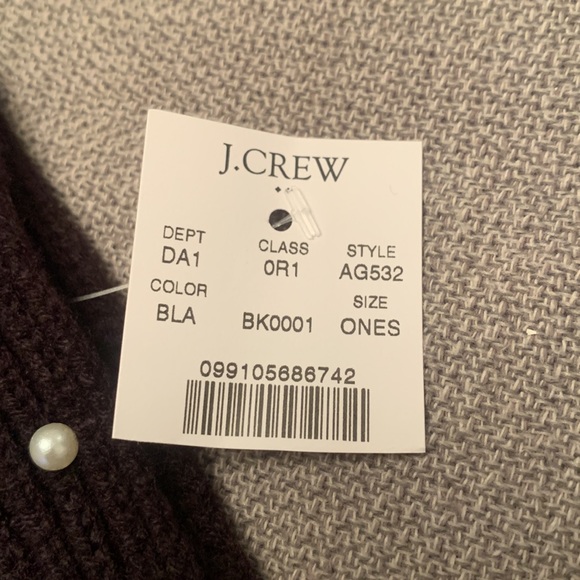 J.CREW
DEPT CLASS STYLE
DA1 0R1 AG532
COLOR SIZE
BLA BK0001 ONES
099105686742